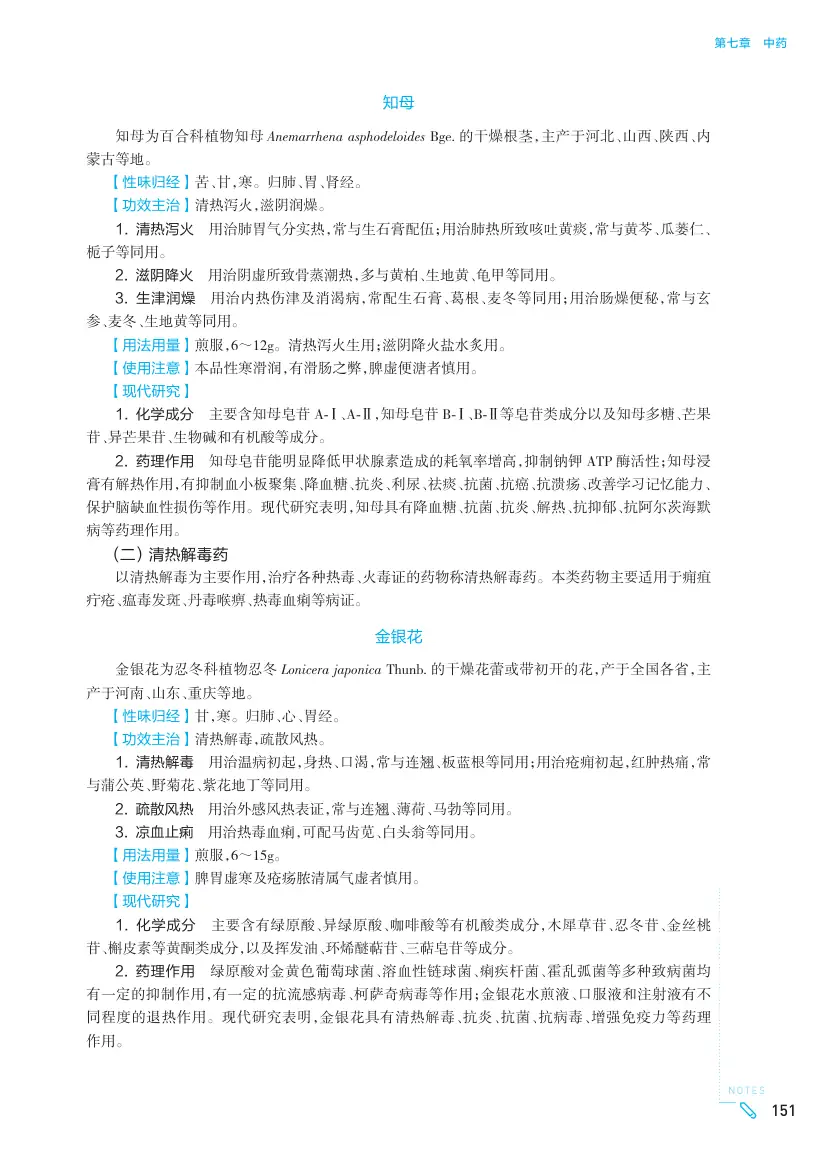 第七章 中药
知母
知母为百合科植物知母 Anemarrhena asphodeloides Bge. 的干燥根茎，主产于河北、山西、陕西、内
蒙古等地。
【性味归经】苦、甘，寒。归肺、胃、肾经。
【功效主治】清热泻火，滋阴润燥。
1. 清热泻火 用治肺胃气分实热，常与生石膏配伍；用治肺热所致咳吐黄痰，常与黄芩、瓜蒌仁、
栀子等同用。
2. 滋阴降火 用治阴虚所致骨蒸潮热，多与黄柏、生地黄、龟甲等同用。
3. 生津润燥 用治内热伤津及消渴病，常配生石膏、葛根、麦冬等同用；用治肠燥便秘，常与玄
参、麦冬、生地黄等同用。
【用法用量】煎服，6～12g。清热泻火生用；滋阴降火盐水炙用。
【使用注意】本品性寒滑润，有滑肠之弊，脾虚便溏者慎用。
【现代研究】
1. 化学成分 主要含知母皂苷 A-Ⅰ、A-Ⅱ，知母皂苷 B-Ⅰ、B-Ⅱ等皂苷类成分以及知母多糖、芒果
苷、异芒果苷、生物碱和有机酸等成分。
2. 药理作用 知母皂苷能明显降低甲状腺素造成的耗氧率增高，抑制钠钾 ATP 酶活性；知母浸
膏有解热作用，有抑制血小板聚集、降血糖、抗炎、利尿、祛痰、抗菌、抗癌、抗溃疡、改善学习记忆能力、
保护脑缺血性损伤等作用。现代研究表明，知母具有降血糖、抗菌、抗炎、解热、抗抑郁、抗阿尔茨海默
病等药理作用。
（二）清热解毒药
以清热解毒为主要作用，治疗各种热毒、火毒证的药物称清热解毒药。本类药物主要适用于痈疽
疔疮、瘟毒发斑、丹毒喉痹、热毒血痢等病证。
金银花
金银花为忍冬科植物忍冬 Lonicera japonica Thunb. 的干燥花蕾或带初开的花，产于全国各省，主
产于河南、山东、重庆等地。
【性味归经】甘，寒。归肺、心、胃经。
【功效主治】清热解毒，疏散风热。
1. 清热解毒 用治温病初起，身热、口渴，常与连翘、板蓝根等同用；用治疮痈初起，红肿热痛，常
与蒲公英、野菊花、紫花地丁等同用。
2. 疏散风热 用治外感风热表证，常与连翘、薄荷、马勃等同用。
3. 凉血止痢 用治热毒血痢，可配马齿苋、白头翁等同用。
【用法用量】煎服，6～15g。
【使用注意】脾胃虚寒及疮疡脓清属气虚者慎用。
【现代研究】
1. 化学成分 主要含有绿原酸、异绿原酸、咖啡酸等有机酸类成分，木犀草苷、忍冬苷、金丝桃
苷、槲皮素等黄酮类成分，以及挥发油、环烯醚萜苷、三萜皂苷等成分。
2. 药理作用 绿原酸对金黄色葡萄球菌、溶血性链球菌、痢疾杆菌、霍乱弧菌等多种致病菌均
有一定的抑制作用，有一定的抗流感病毒、柯萨奇病毒等作用；金银花水煎液、口服液和注射液有不
同程度的退热作用。现代研究表明，金银花具有清热解毒、抗炎、抗菌、抗病毒、增强免疫力等药理
作用。
NOTES
151